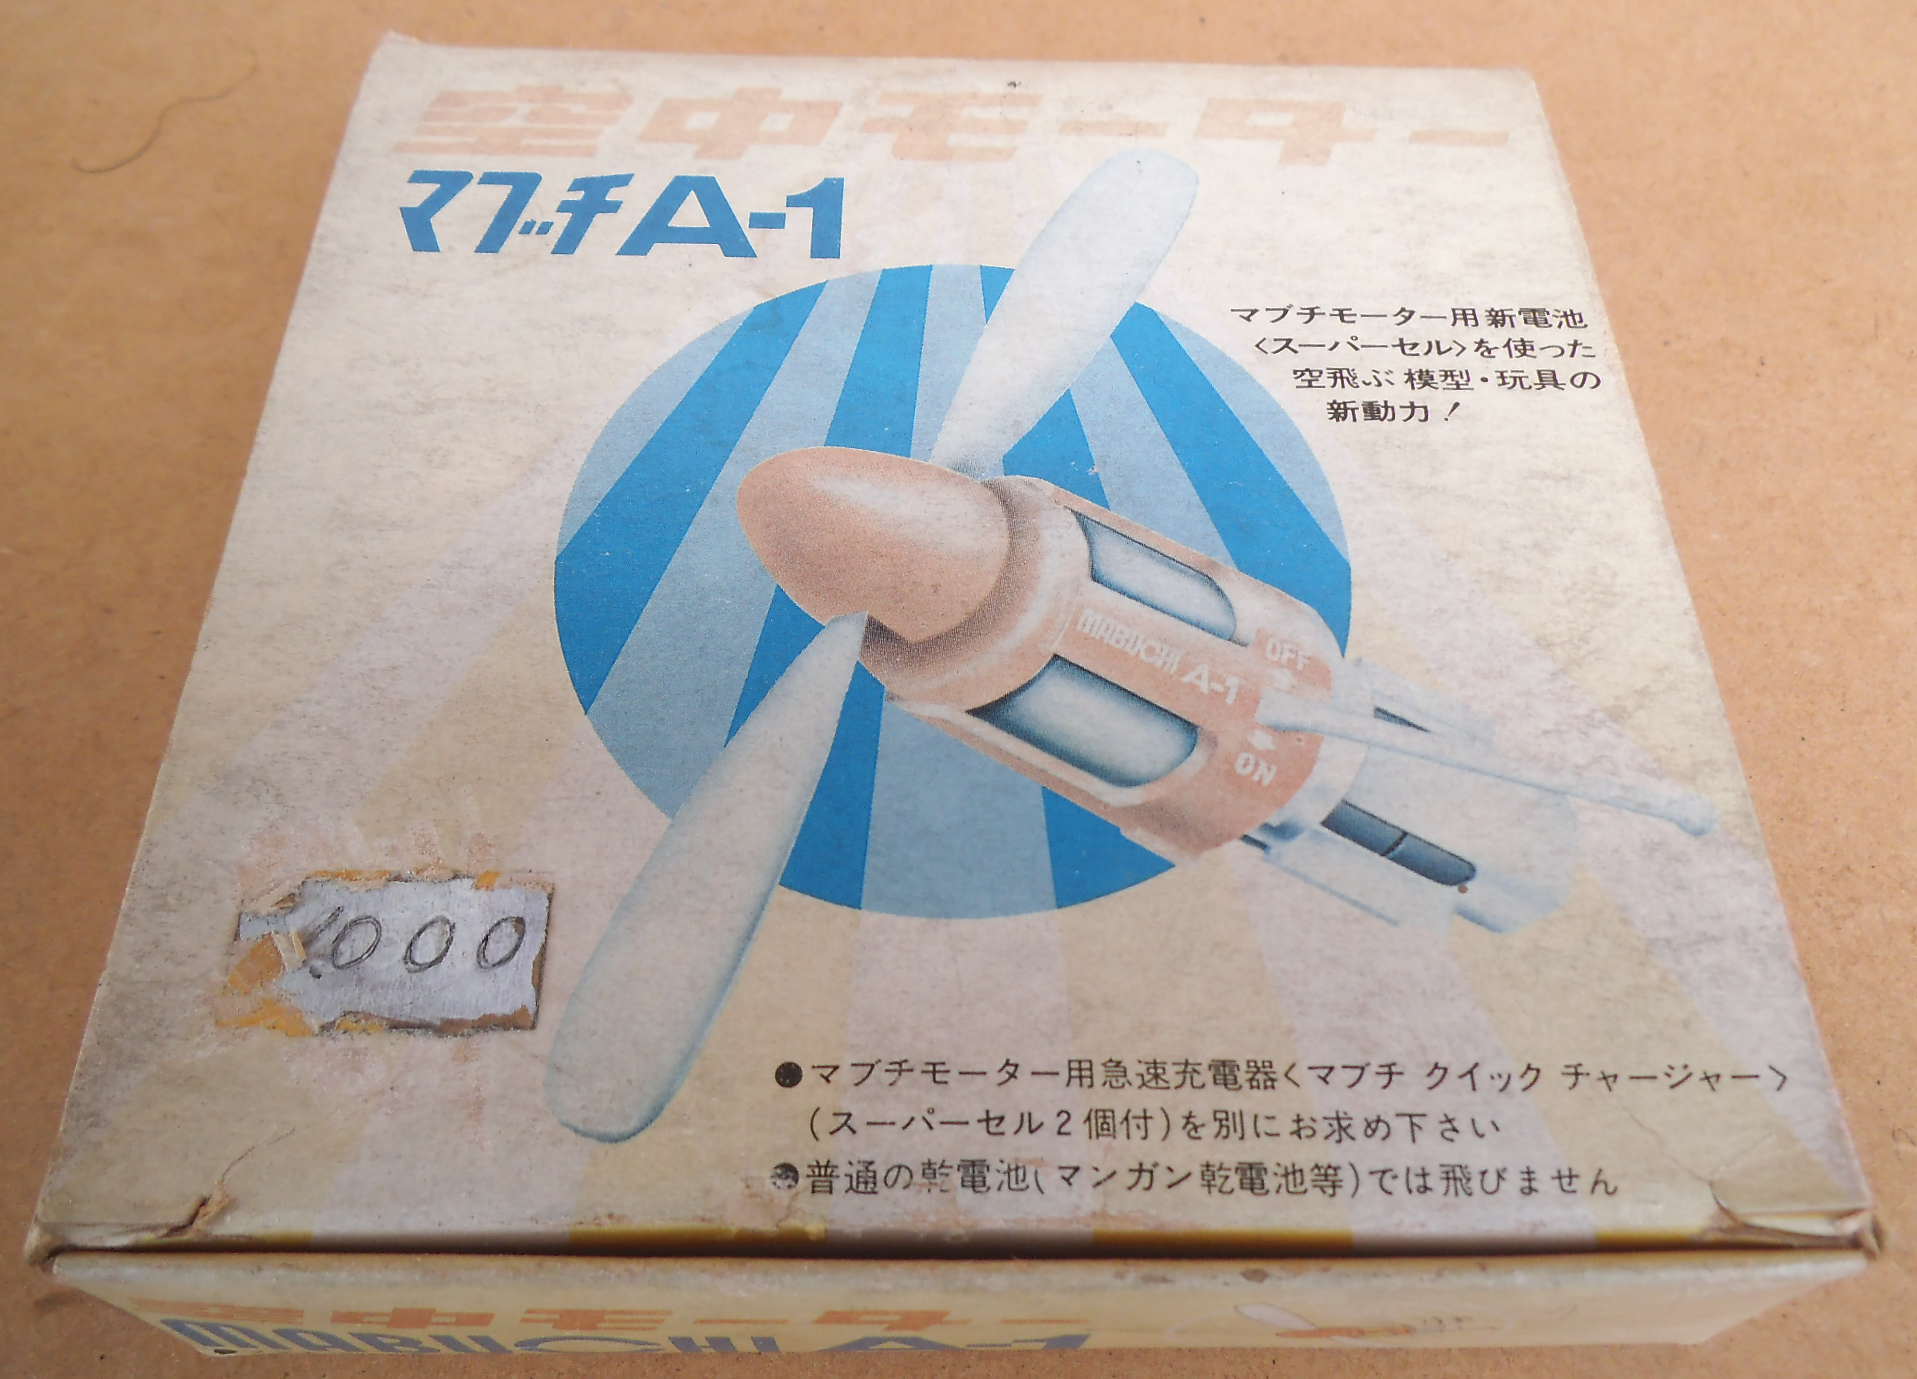 空中モーター
マブチ A-1
マブチモーター用新電池
〈スーパーセル〉を使った
空飛ぶ模型・玩具の
新動力！
MABUCHI A-1
OFF
ON
000
●マブチモーター用急速充電器〈マブチ クイック チャージャー〉
(スーパーセル2個付)を別にお求め下さい
●普通の乾電池(マンガン乾電池等)では飛びません
空中モーター
MABUCHI A-1